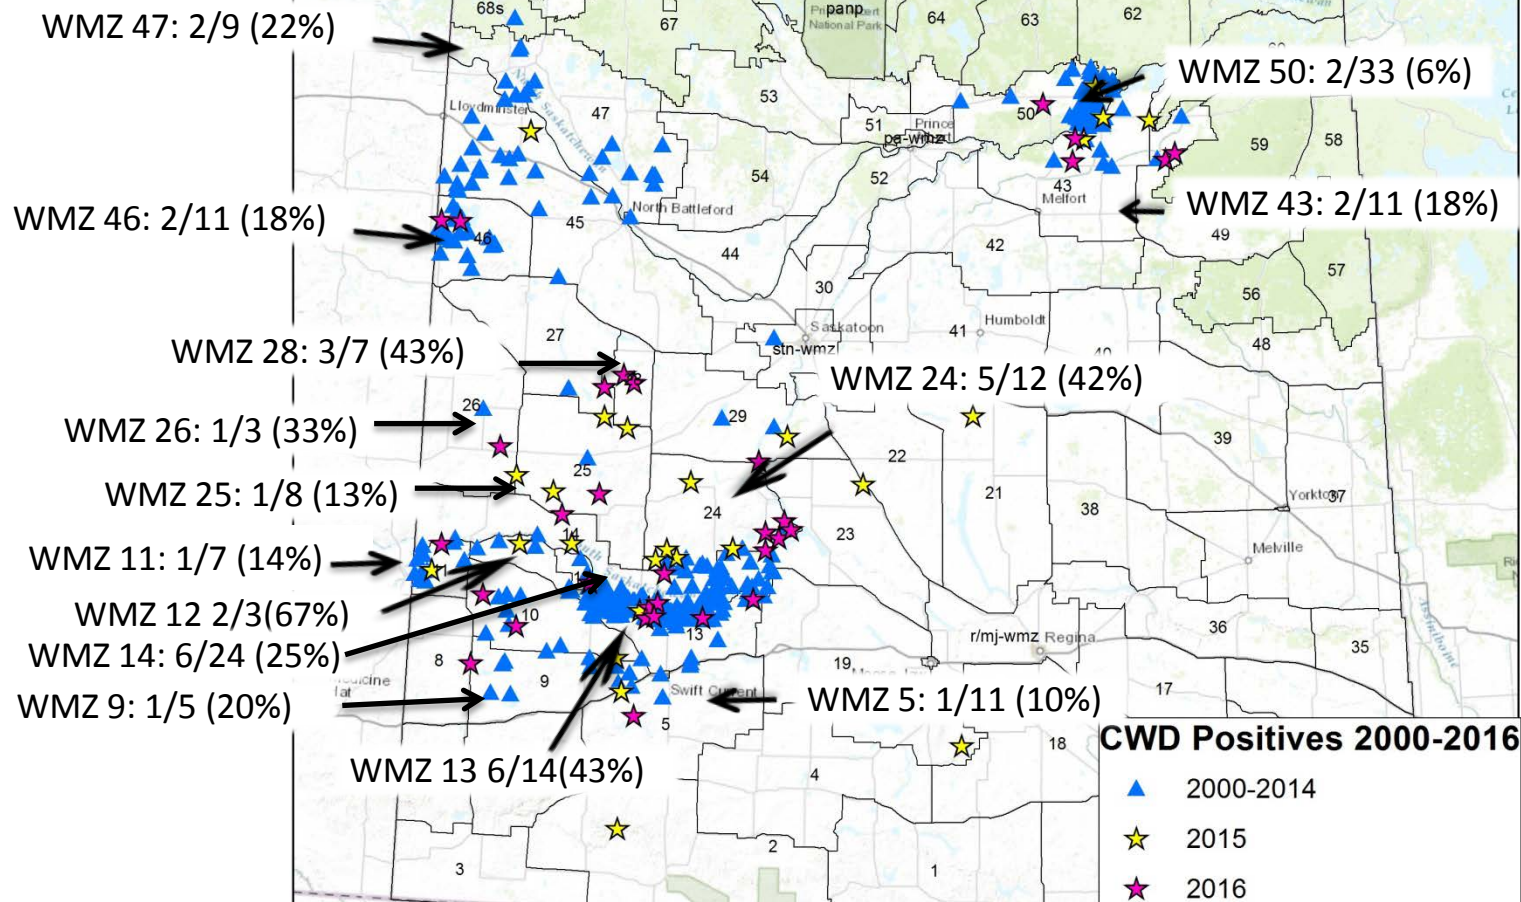 68s
67
panp
National Park
64
63
62
WMZ 47: 2/9 (22%)
WMZ 50: 2/33 (6%)
53
Lloydminster
47
50
51
Prince
pa-wmz
59
58
54
52
43
Melfort
WMZ 43: 2/11 (18%)
North Battleford
WMZ 46: 2/11 (18%)
45
46
49
42
44
57
30
56
27
Saskatoon
41
Humboldt
stn-wmz
48
40
WMZ 28: 3/7 (43%)
WMZ 24: 5/12 (42%)
26
29
WMZ 26: 1/3 (33%)
39
22
25
WMZ 25: 1/8 (13%)
21
Yorkton
37
24
38
23
Melville
WMZ 11: 1/7 (14%)
WMZ 12 2/3(67%)
10
13
36
r/mj-wmz
Regina
35
Assiniboine
WMZ 14: 6/24 (25%)
8
19
9
17
WMZ 9: 1/5 (20%)
Swift Current
WMZ 5: 1/11 (10%)
5
18
WMZ 13 6/14(43%)
4
CWD Positives 2000-2016
2000-2014
2015
2016
2
3
1